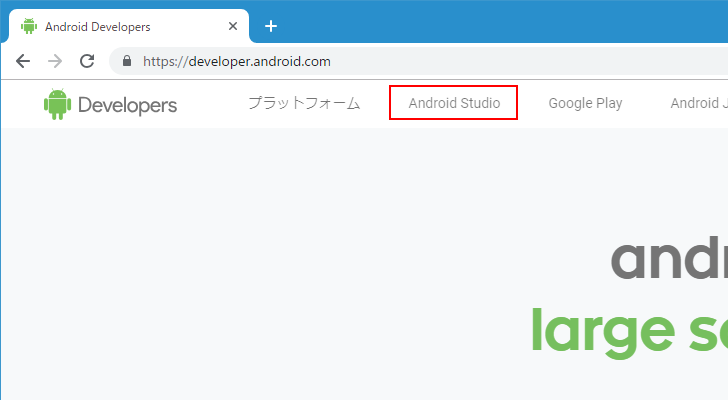 Android Developers
https://developer.android.com
Developers プラットフォーム Android Studio Google Play Android
large